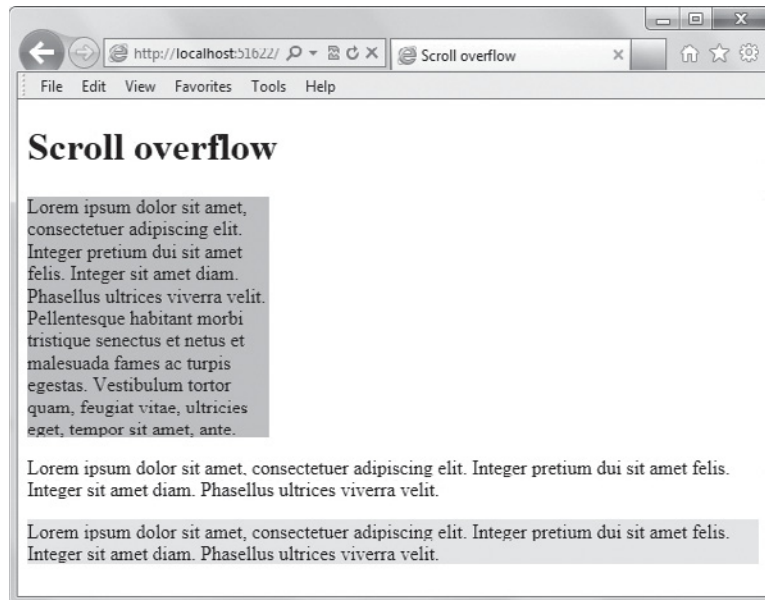 http://localhost:51622/
Scroll overflow
File Edit View Favorites Tools Help
Scroll overflow
Lorem ipsum dolor sit amet,
consectetuer adipiscing elit.
Integer pretium dui sit amet
felis. Integer sit amet diam.
Phasellus ultrices viverra velit.
Pellentesque habitant morbi
tristique senectus et netus et
malesuada fames ac turpis
egestas. Vestibulum tortor
quam, feugiat vitae, ultricies
eget, tempor sit amet, ante.
Lorem ipsum dolor sit amet, consectetuer adipiscing elit. Integer pretium dui sit amet felis.
Integer sit amet diam. Phasellus ultrices viverra velit.
Lorem ipsum dolor sit amet, consectetuer adipiscing elit. Integer pretium dui sit amet felis.
Integer sit amet diam. Phasellus ultrices viverra velit.